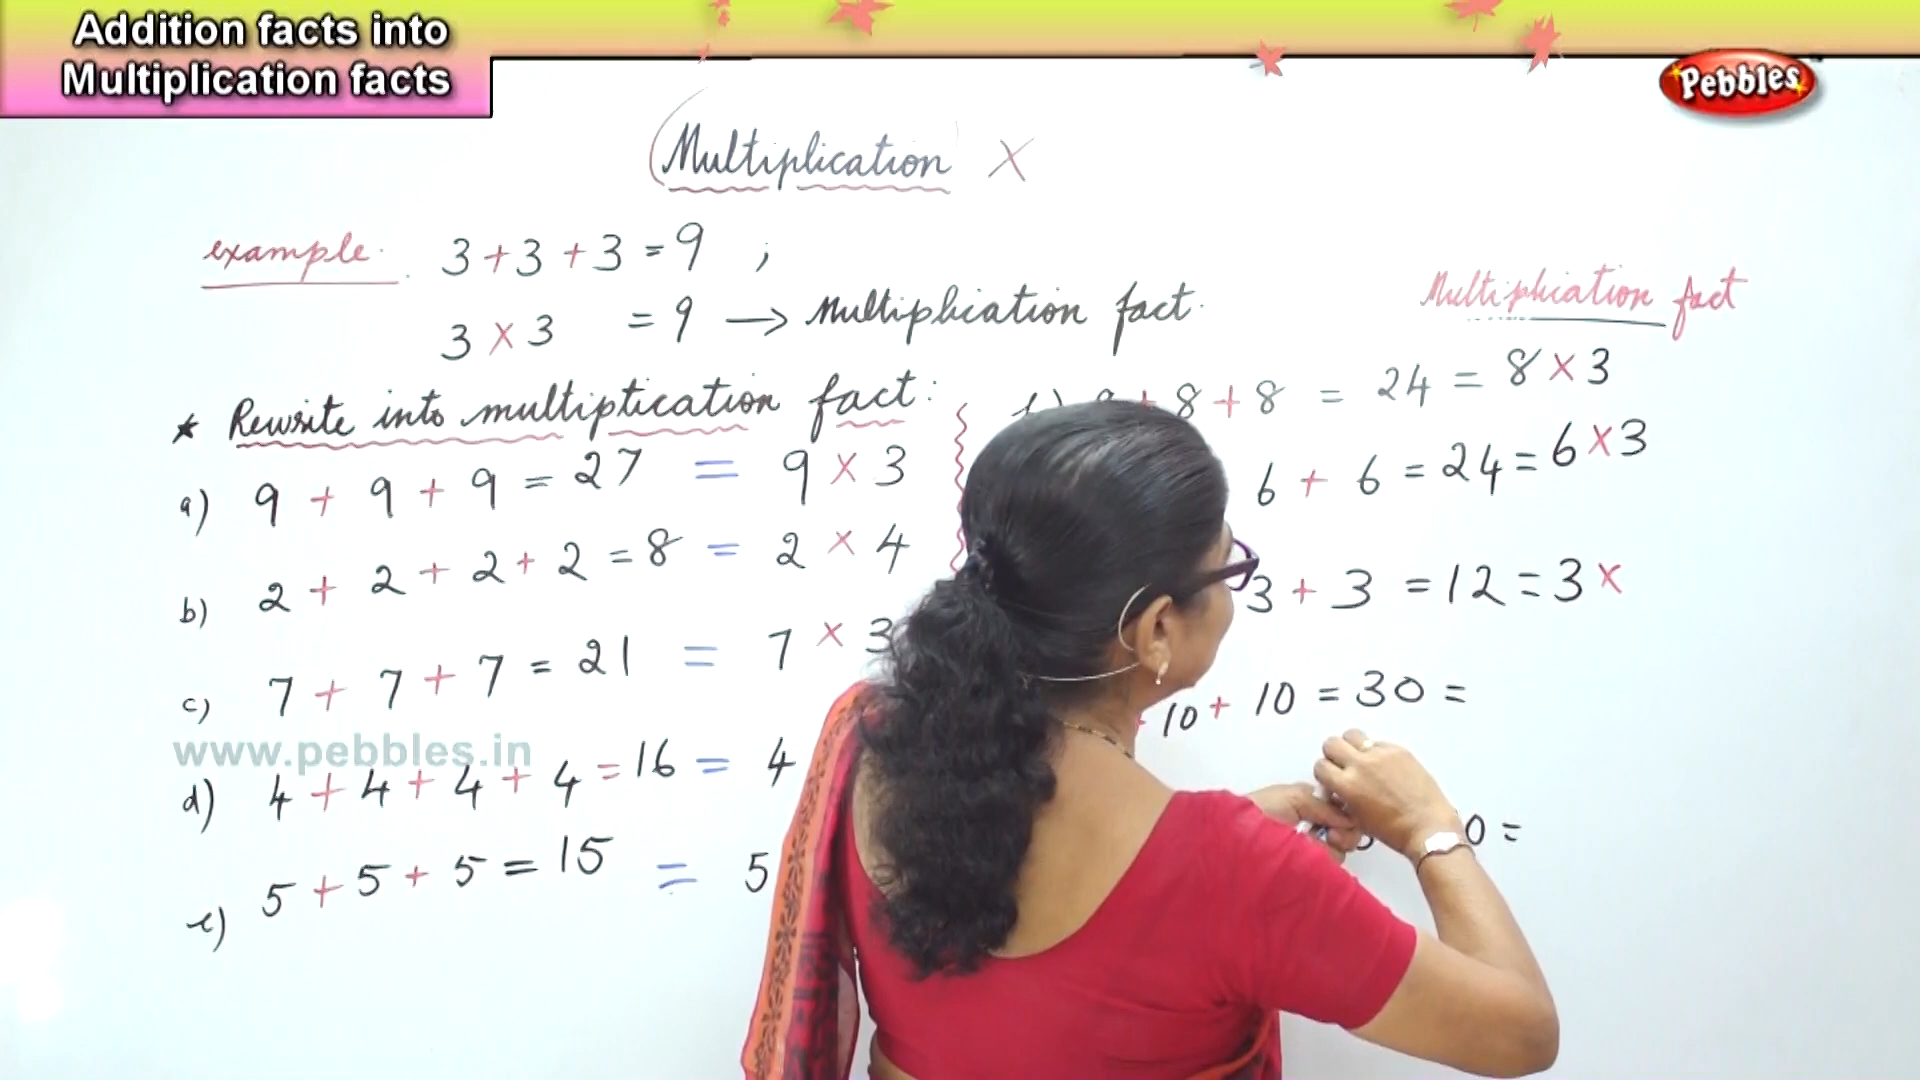 Addition facts into
Multiplication facts
Pebbles
Multiplication X
example. 3 + 3 + 3 = 9 ;
3 x 3 = 9 → Multiplication fact.
* Rewrite into multiplication fact:
a) 9 + 9 + 9 = 27 = 9 x 3
b) 2 + 2 + 2 + 2 = 8 = 2 x 4
c) 7 + 7 + 7 = 21 = 7 x 3
www.pebbles.in
d) 4 + 4 + 4 + 4 = 16 = 4
e) 5 + 5 + 5 = 15 = 5
Multiplication fact
+ 8 + 8 = 24 = 8 x 3
6 + 6 = 24 = 6 x 3
3 + 3 = 12 = 3 x
10 + 10 = 30 =
0 =